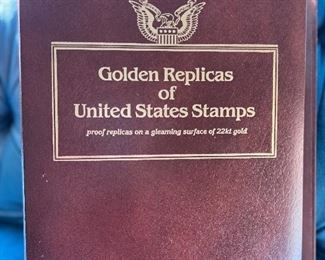 Golden Replicas
of
United States Stamps
proof replicas on a gleaming surface of 22kt gold